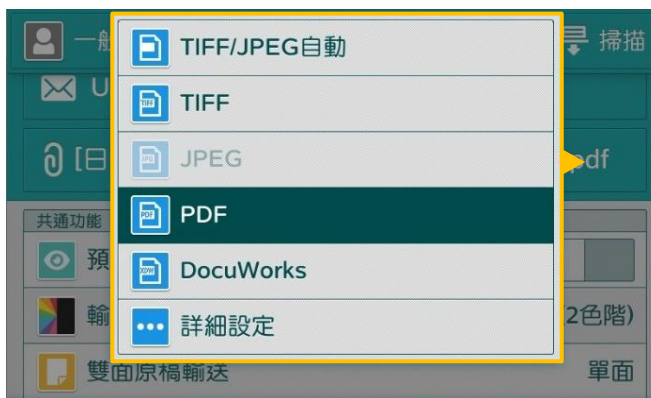 一般
掃描
TIFF/JPEG自動
U
TIFF
[日
JPEG
pdf
PDF
共通功能
預
DocuWorks
輸
2色階)
詳細設定
雙面原稿輸送
單面